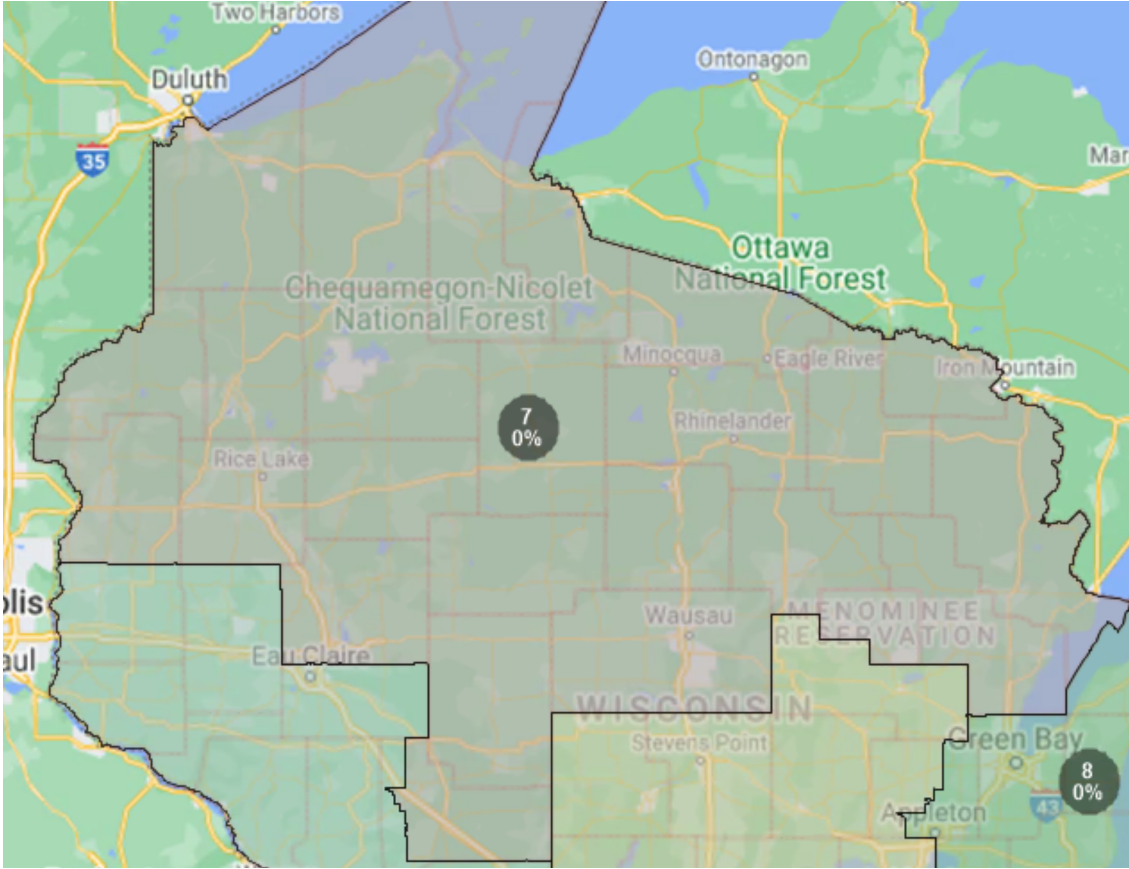 Two Harbors
Duluth
35
Ontonagon
Mar
Ottawa
National Forest
Chequamegon-Nicolet
National Forest
Minocqua
Eagle River
Iron Mountain
7
0%
Rhinelander
Rice Lake
olis
aul
Wausau
MENOMINEE
RESERVATION
Eau Claire
WISCONSIN
Stevens Point
Green Bay
8
0%
43
Appleton